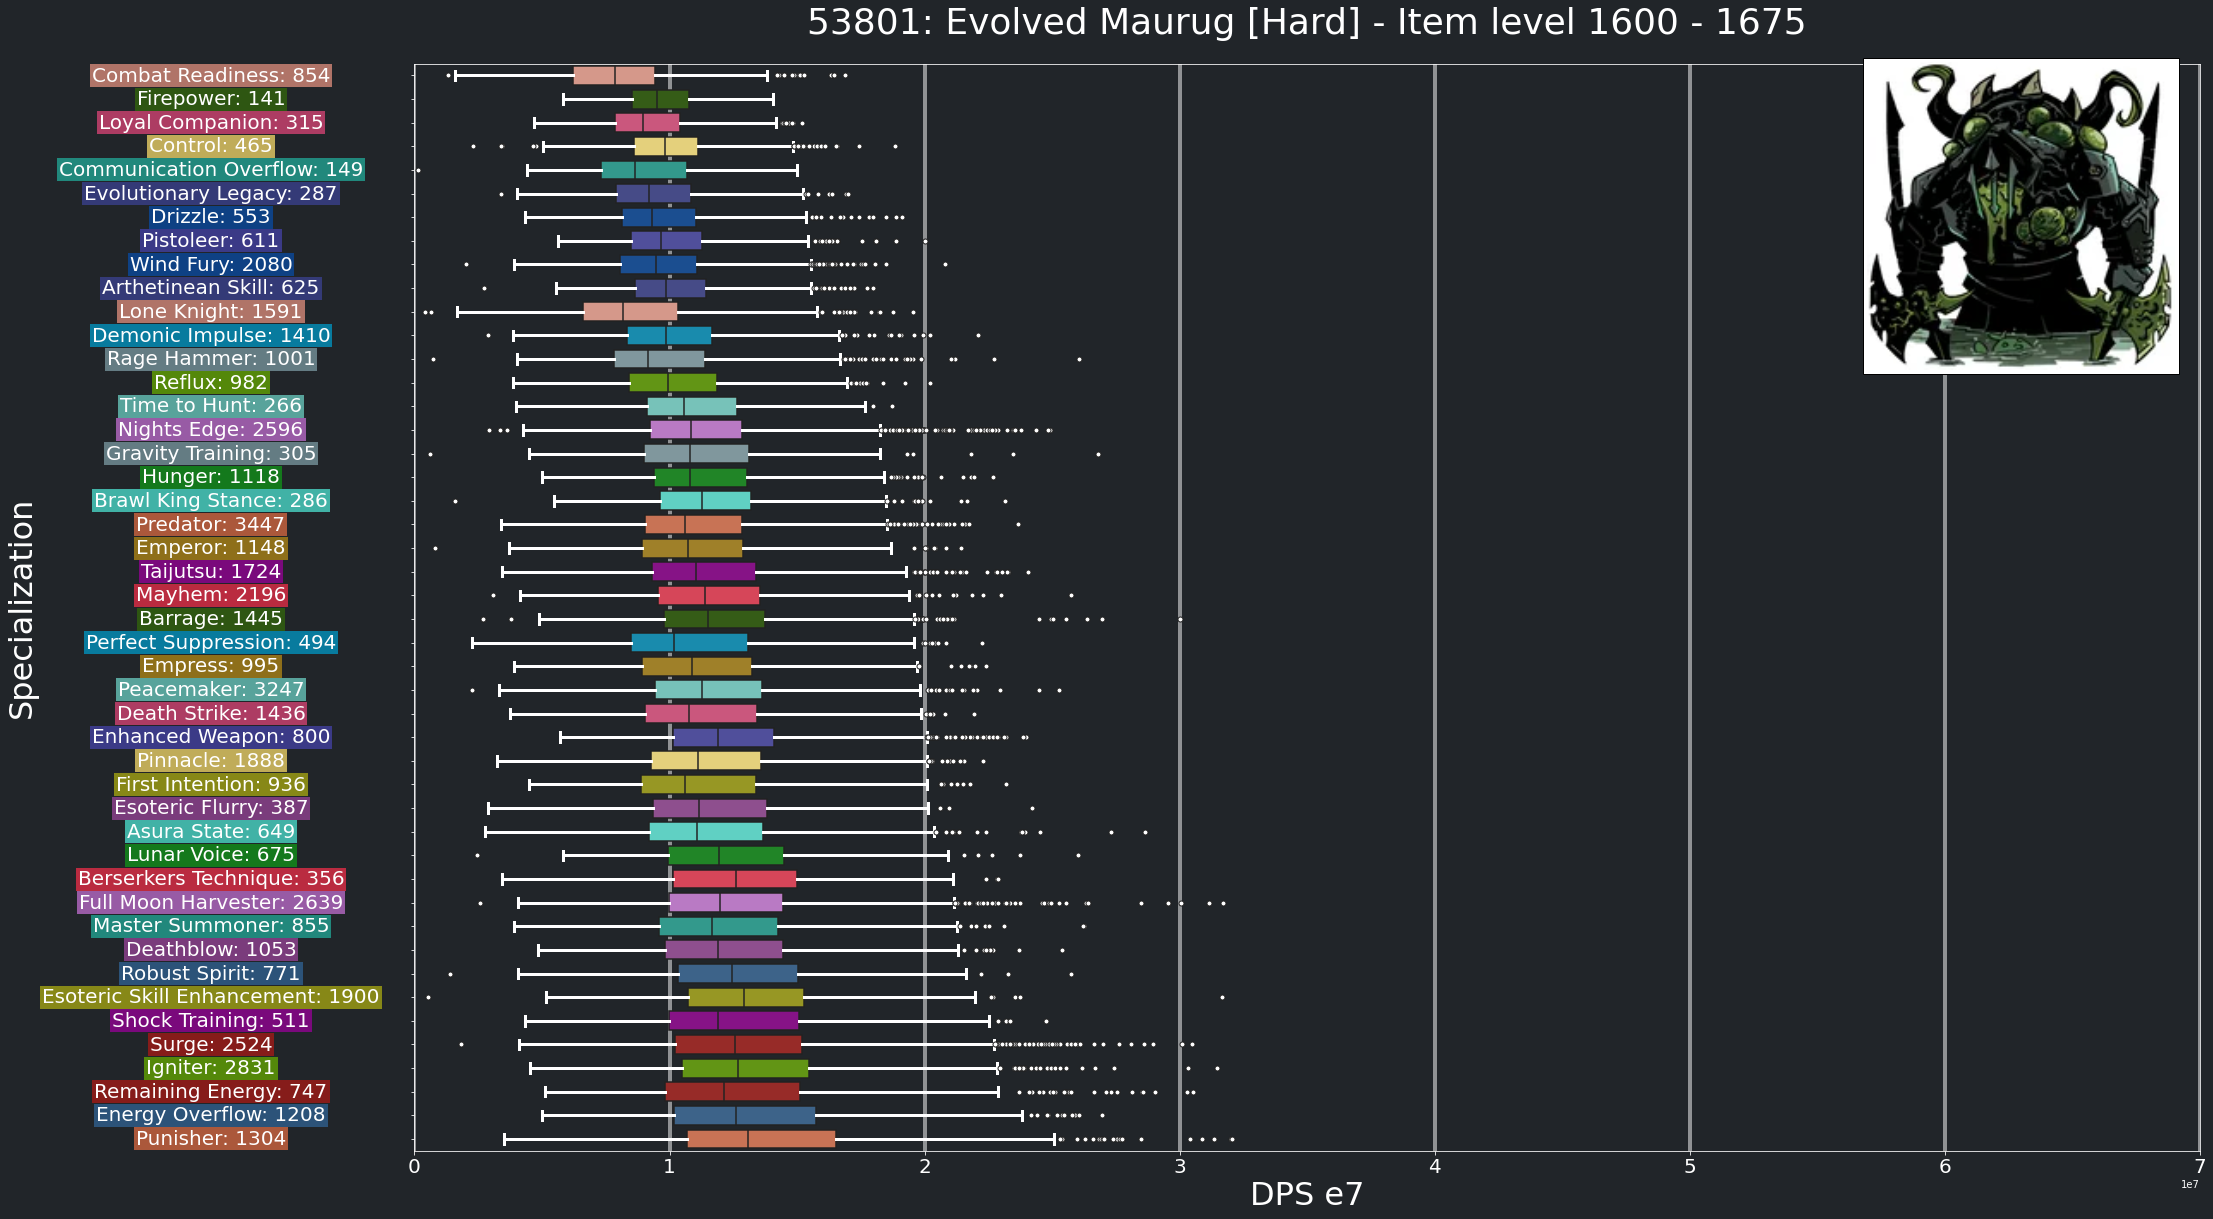 53801: Evolved Maurug [Hard] - Item level 1600 - 1675
Combat Readiness: 854
Firepower: 141
Loyal Companion: 315
Control: 465
Communication Overflow: 149
Evolutionary Legacy: 287
Drizzle: 553
Pistoleer: 611
Wind Fury: 2080
Arthetinean Skill: 625
Lone Knight: 1591
Demonic Impulse: 1410
Rage Hammer: 1001
Reflux: 982
Time to Hunt: 266
Nights Edge: 2596
Gravity Training: 305
Hunger: 1118
Brawl King Stance: 286
Predator: 3447
Emperor: 1148
Taijutsu: 1724
Mayhem: 2196
Barrage: 1445
Perfect Suppression: 494
Empress: 995
Peacemaker: 3247
Death Strike: 1436
Enhanced Weapon: 800
Pinnacle: 1888
First Intention: 936
Esoteric Flurry: 387
Asura State: 649
Lunar Voice: 675
Berserkers Technique: 356
Full Moon Harvester: 2639
Master Summoner: 855
Deathblow: 1053
Robust Spirit: 771
Esoteric Skill Enhancement: 1900
Shock Training: 511
Surge: 2524
Igniter: 2831
Remaining Energy: 747
Energy Overflow: 1208
Punisher: 1304
Specialization
0 1 2 3 4 5 6 7
1e7
DPS e7